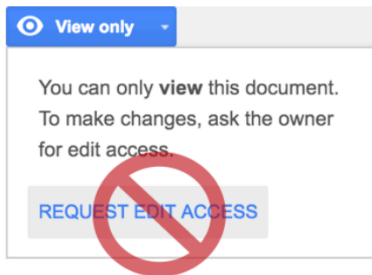 View only
You can only view this document.
To make changes, ask the owner
for edit access.
REQUEST EDIT ACCESS